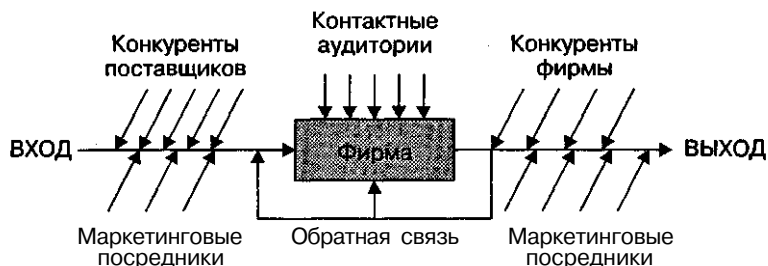 Контактные
аудитории
Конкуренты
поставщиков
Конкуренты
фирмы
ВХОД
Фирма
ВЫХОД
Маркетинговые
посредники
Обратная связь
Маркетинговые
посредники